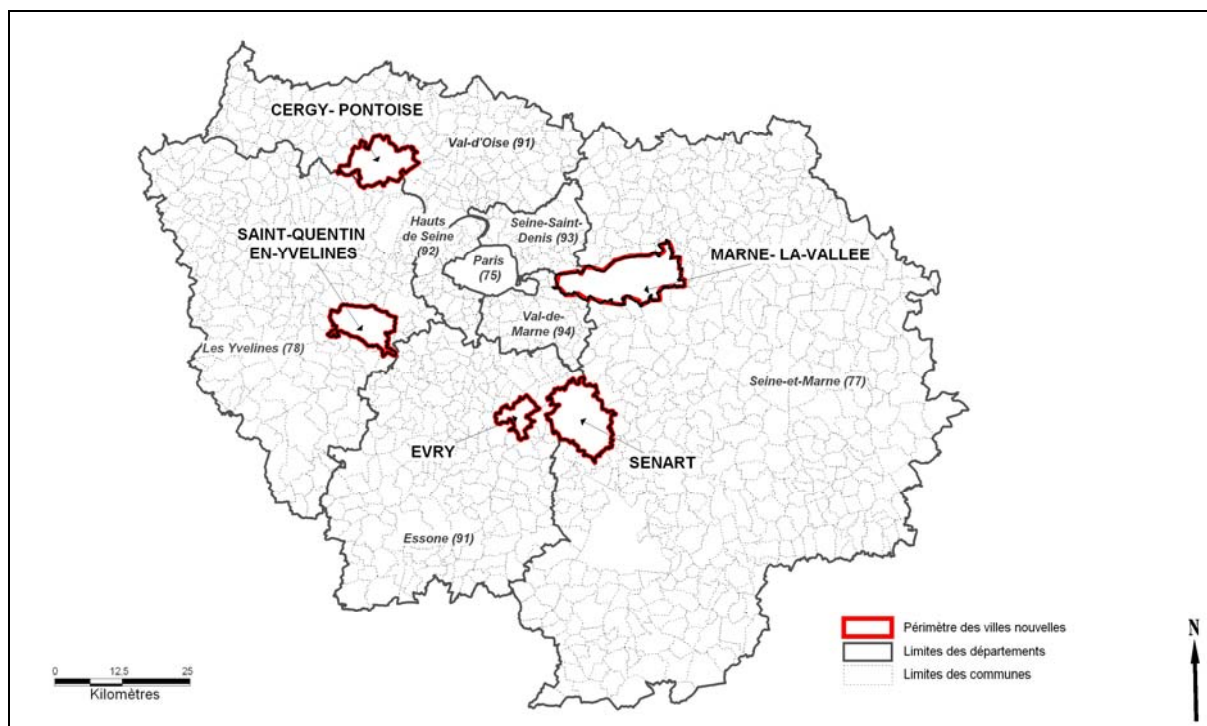 CERGY- PONTOISE
Val-d'Oise (91)
SAINT-QUENTIN
EN-YVELINES
Hauts
de Seine
(92)
Seine-Saint-
Denis (93)
Paris
(75)
MARNE- LA-VALLEE
Val-de-
Marne (94)
Les Yvelines (78)
Seine-et-Marne (77)
EVRY
SENART
Essone (91)
Périmètre des villes nouvelles
Limites des départements
Limites des communes
N
0 12.5 25
Kilomètres